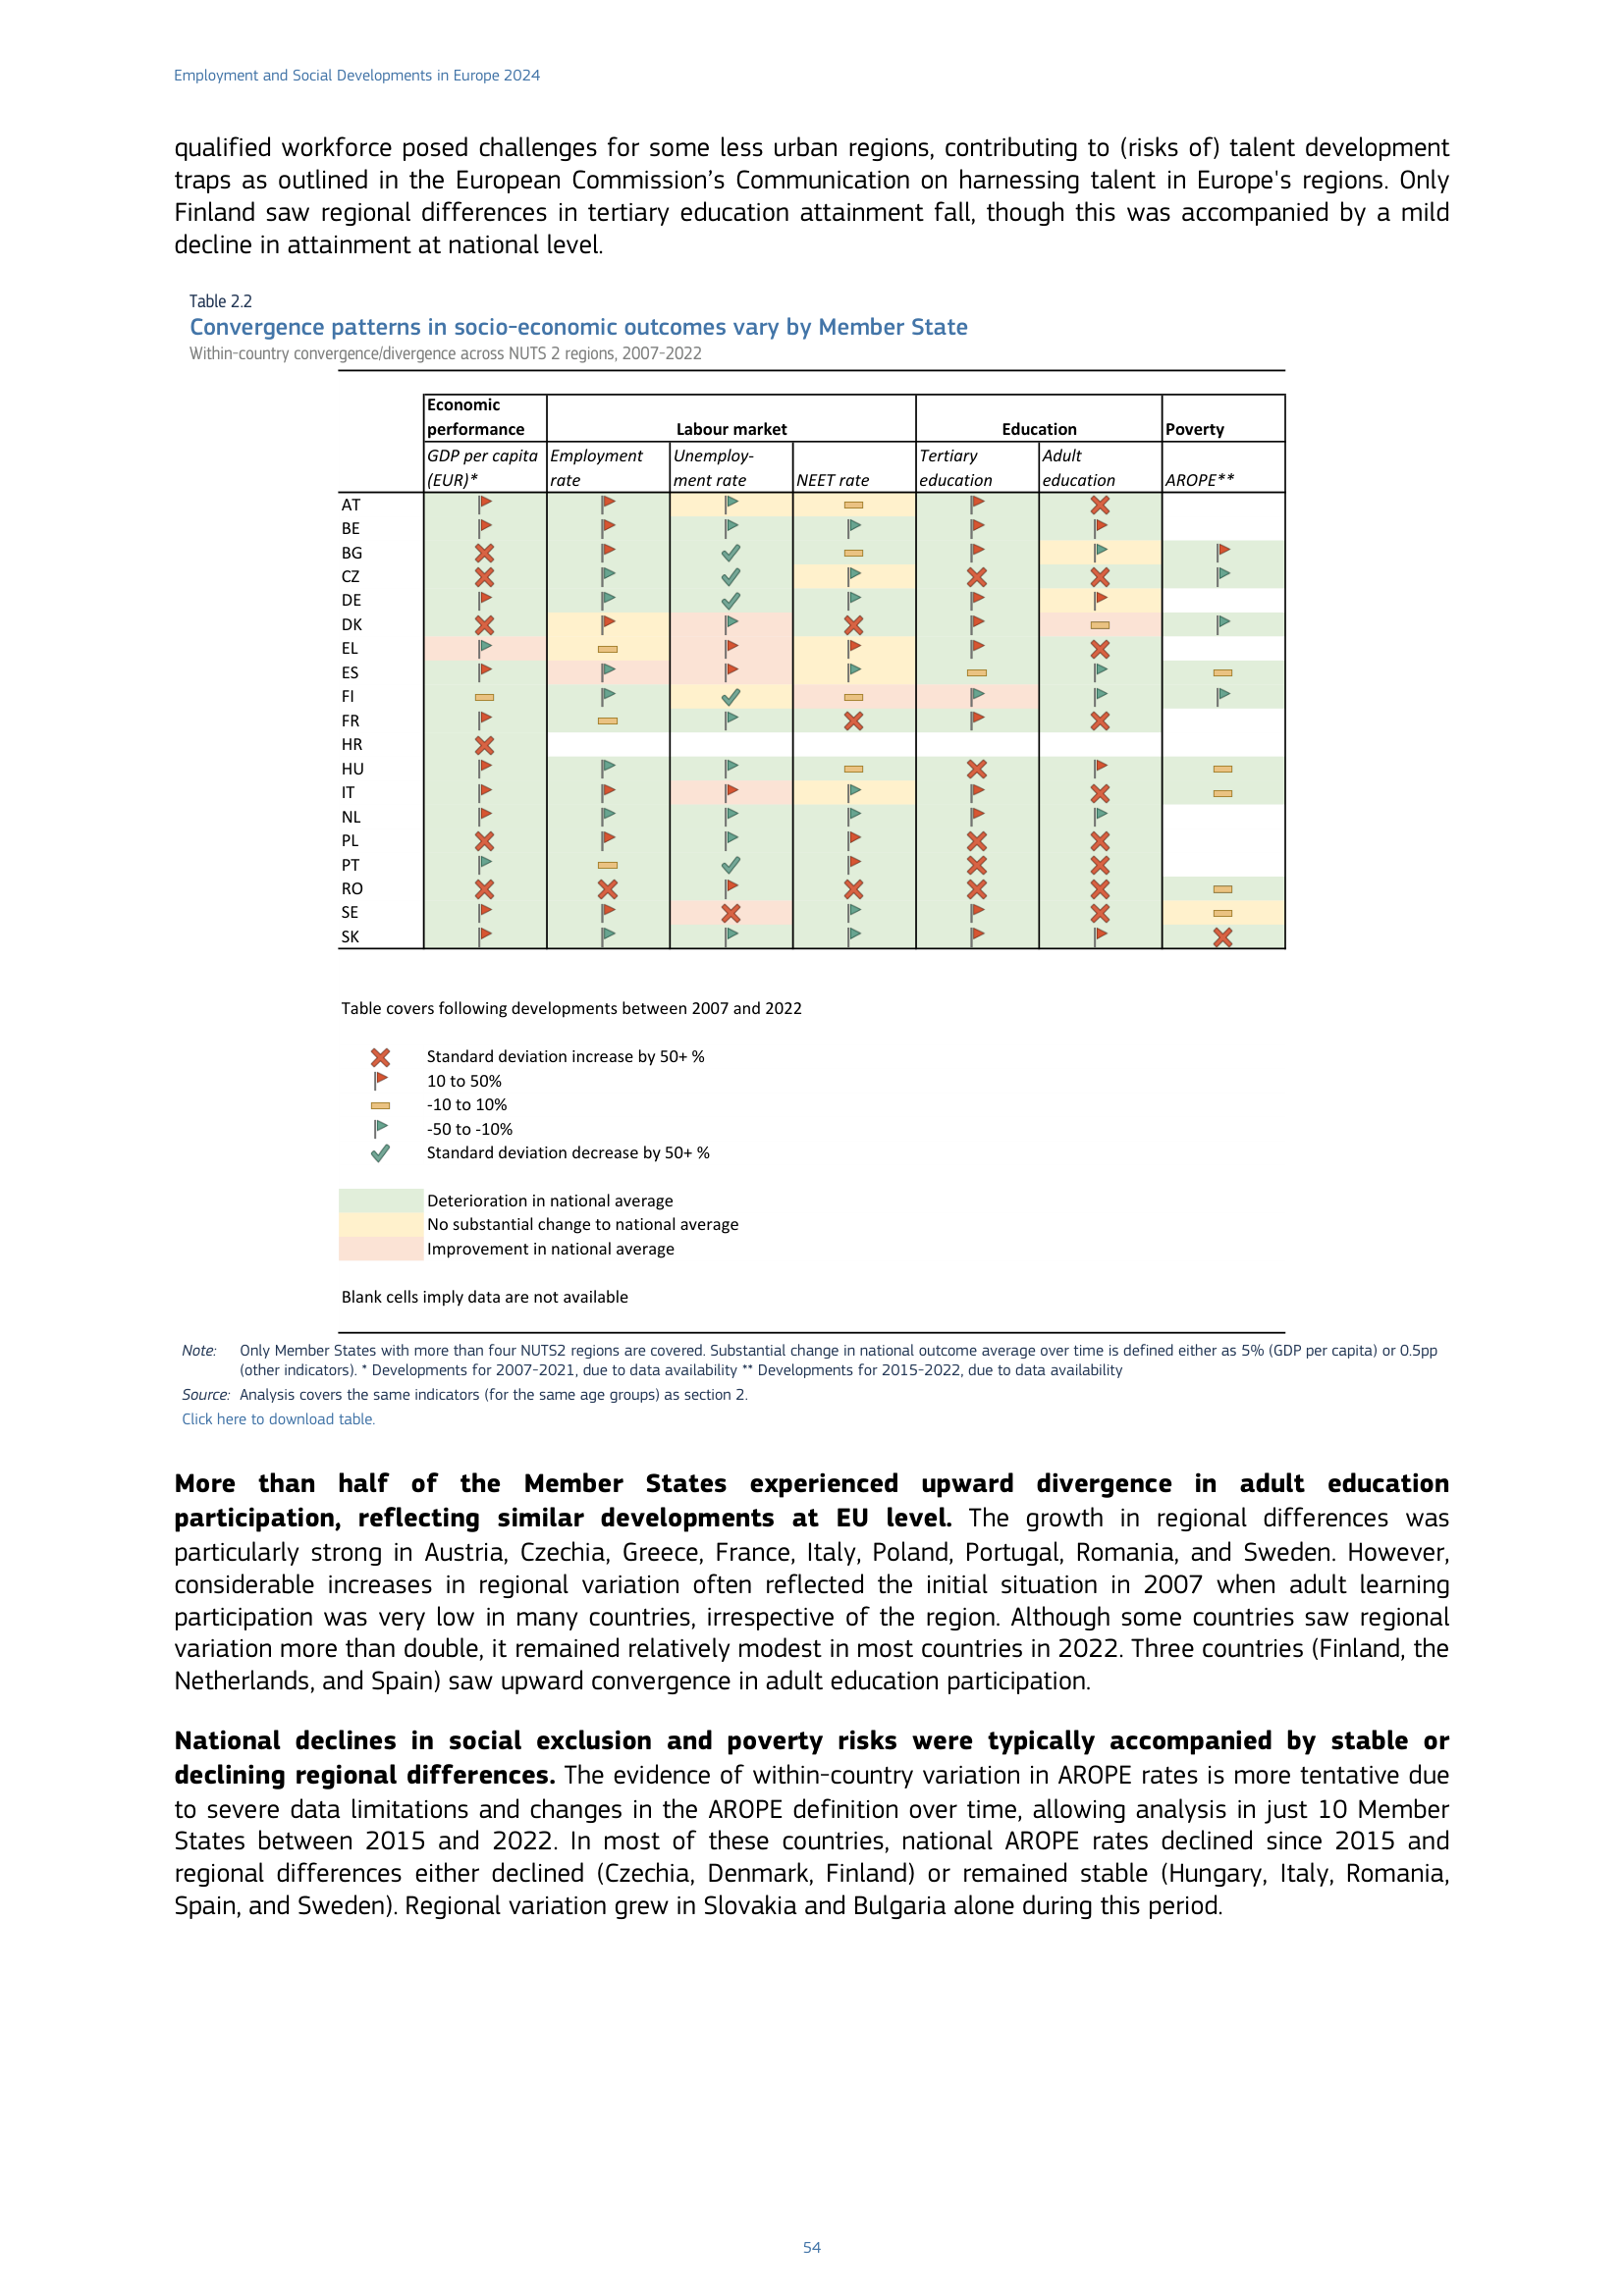 Employment and Social Developments in Europe 2024
qualified workforce posed challenges for some less urban regions, contributing to (risks of) talent development
traps as outlined in the European Commission’s Communication on harnessing talent in Europe's regions. Only
Finland saw regional differences in tertiary education attainment fall, though this was accompanied by a mild
decline in attainment at national level.
Table 2.2
Convergence patterns in socio-economic outcomes vary by Member State
Within-country convergence/divergence across NUTS 2 regions, 2007-2022
Economic
performance Labour market Education Poverty
GDP per capita Employment Unemploy- Tertiary Adult
(EUR)* rate ment rate NEET rate education education AROPE**
AT
BE
BG
CZ
DE
DK
EL
ES
FI
FR
HR
HU
IT
NL
PL
PT
RO
SE
SK
Table covers following developments between 2007 and 2022
Standard deviation increase by 50+ %
10 to 50%
-10 to 10%
-50 to -10%
Standard deviation decrease by 50+ %
Deterioration in national average
No substantial change to national average
Improvement in national average
Blank cells imply data are not available
Note: Only Member States with more than four NUTS2 regions are covered. Substantial change in national outcome average over time is defined either as 5% (GDP per capita) or 0.5pp
(other indicators). * Developments for 2007-2021, due to data availability ** Developments for 2015-2022, due to data availability
Source: Analysis covers the same indicators (for the same age groups) as section 2.
Click here to download table.
More than half of the Member States experienced upward divergence in adult education
participation, reflecting similar developments at EU level. The growth in regional differences was
particularly strong in Austria, Czechia, Greece, France, Italy, Poland, Portugal, Romania, and Sweden. However,
considerable increases in regional variation often reflected the initial situation in 2007 when adult learning
participation was very low in many countries, irrespective of the region. Although some countries saw regional
variation more than double, it remained relatively modest in most countries in 2022. Three countries (Finland, the
Netherlands, and Spain) saw upward convergence in adult education participation.
National declines in social exclusion and poverty risks were typically accompanied by stable or
declining regional differences. The evidence of within-country variation in AROPE rates is more tentative due
to severe data limitations and changes in the AROPE definition over time, allowing analysis in just 10 Member
States between 2015 and 2022. In most of these countries, national AROPE rates declined since 2015 and
regional differences either declined (Czechia, Denmark, Finland) or remained stable (Hungary, Italy, Romania,
Spain, and Sweden). Regional variation grew in Slovakia and Bulgaria alone during this period.
54